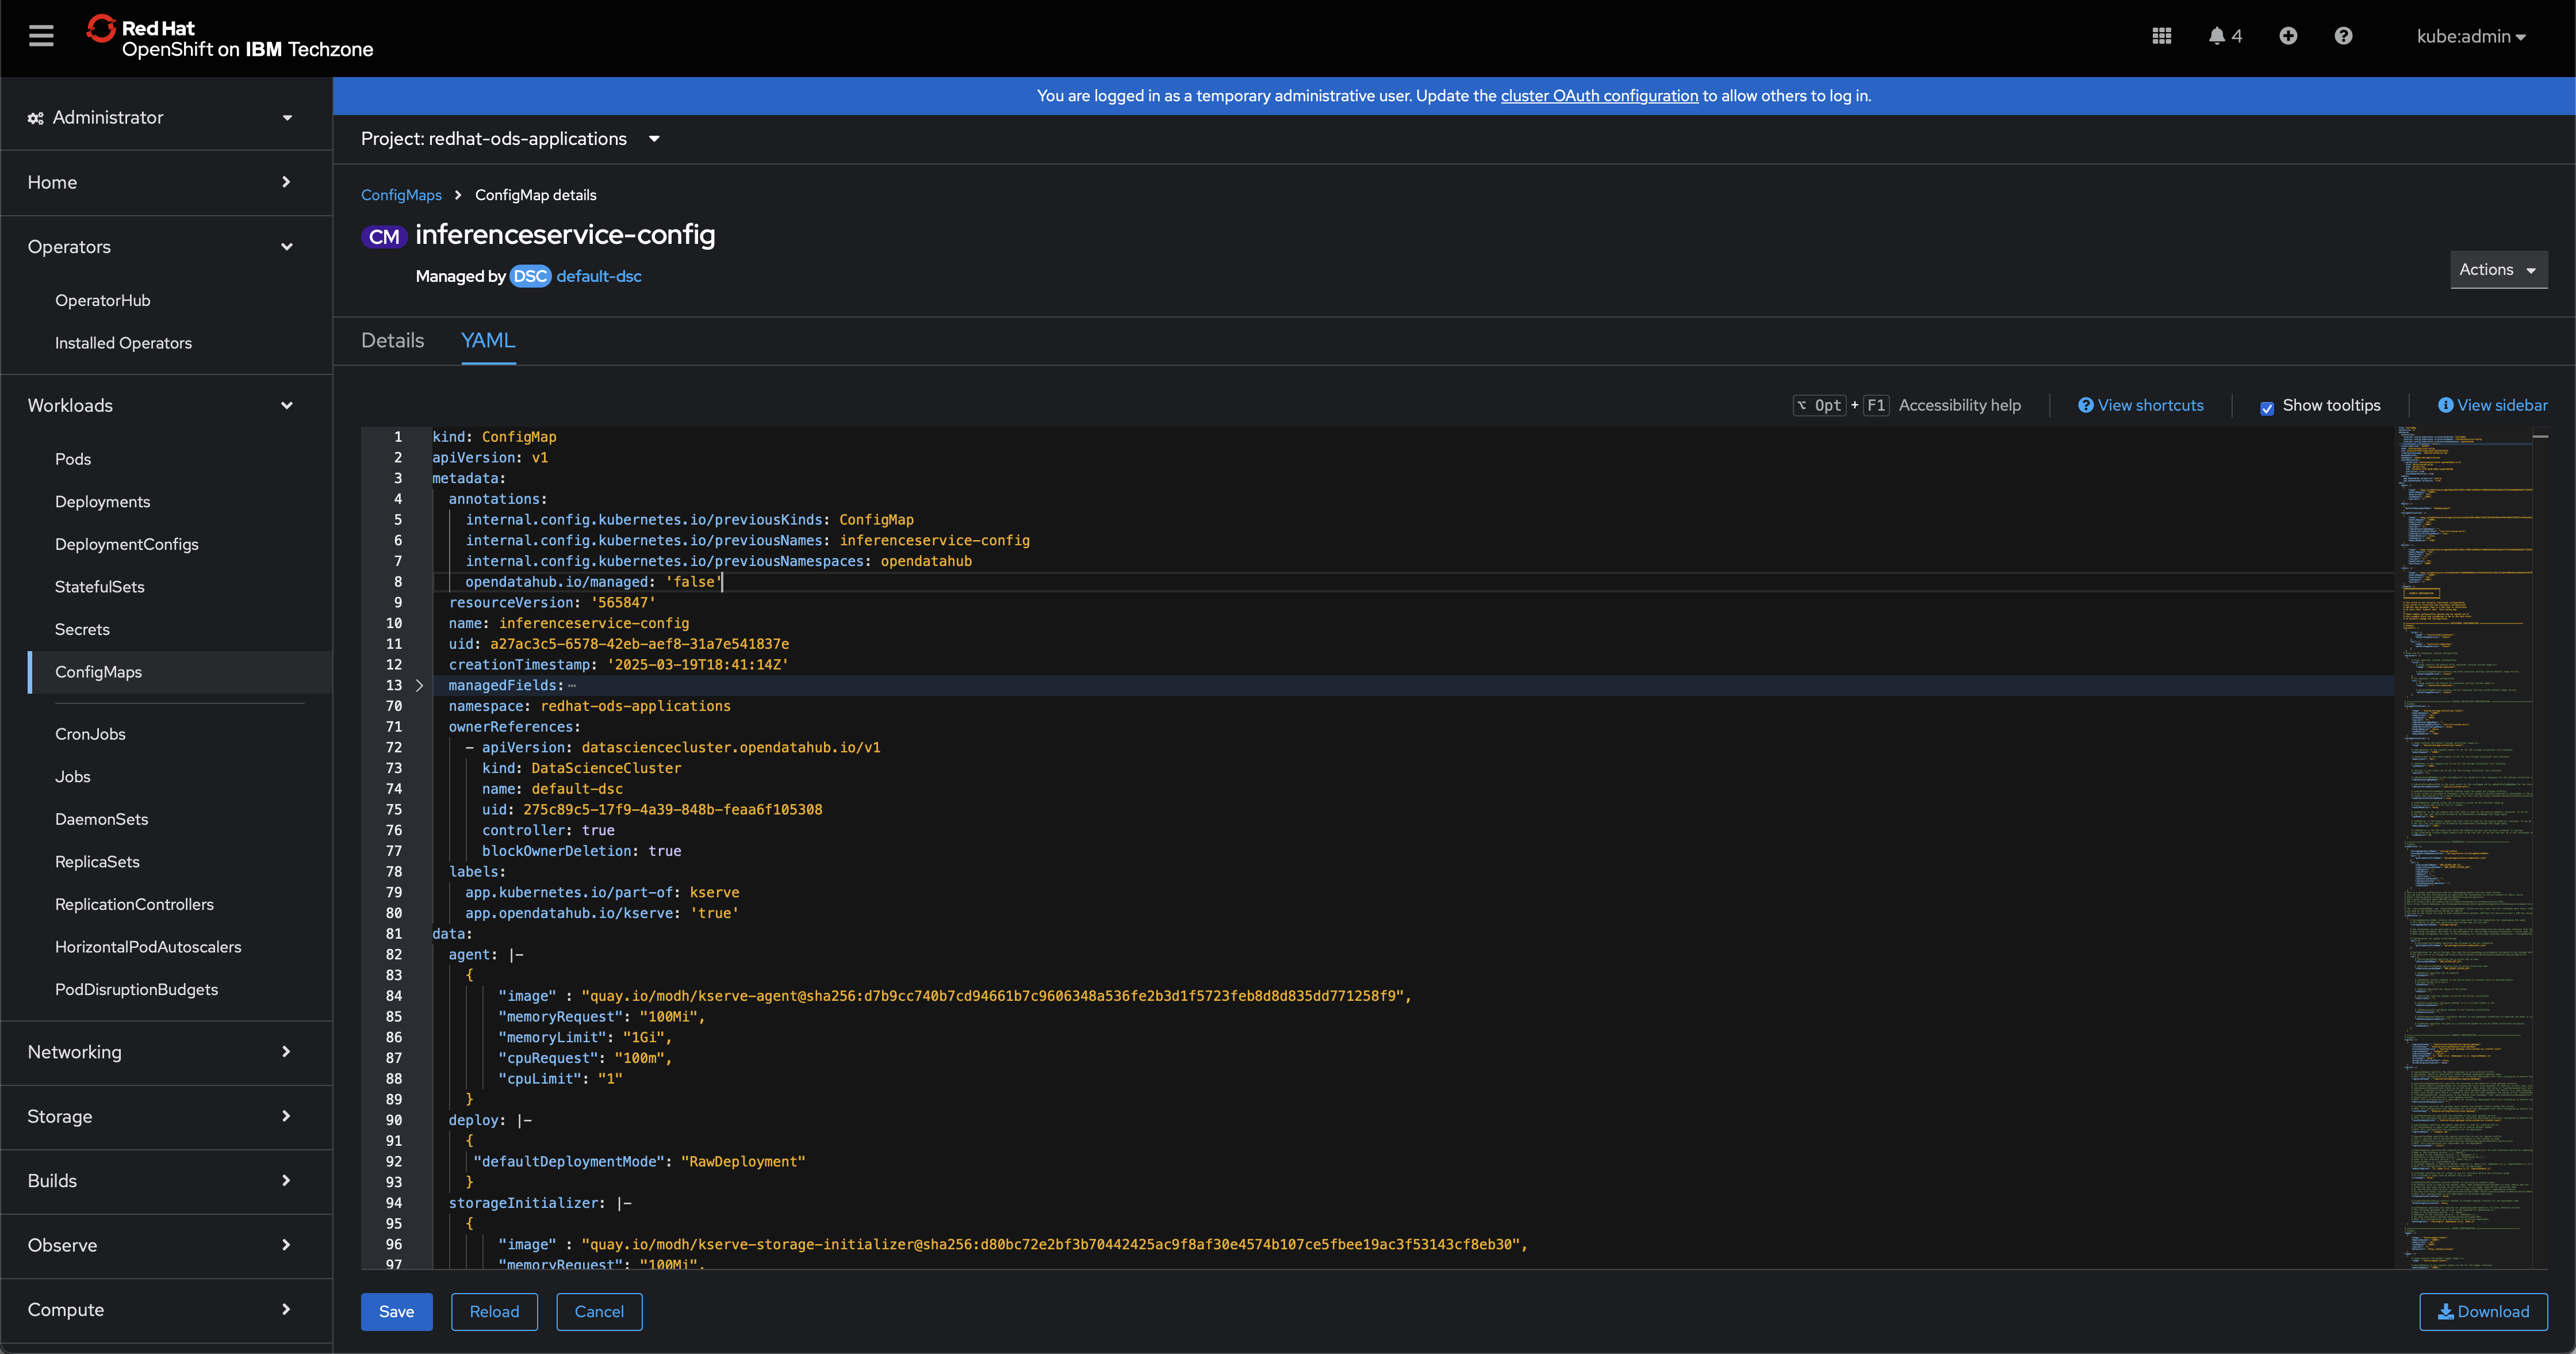 Red Hat
OpenShift on IBM Techzone
4
kube:admin
You are logged in as a temporary administrative user. Update the cluster OAuth configuration to allow others to log in.
Administrator
Home
Operators
OperatorHub
Installed Operators
Workloads
Pods
Deployments
DeploymentConfigs
StatefulSets
Secrets
ConfigMaps
CronJobs
Jobs
DaemonSets
ReplicaSets
ReplicationControllers
HorizontalPodAutoscalers
PodDisruptionBudgets
Networking
Storage
Builds
Observe
Compute
Project: redhat-ods-applications
ConfigMaps > ConfigMap details
CM inferenceservice-config
Managed by DSC default-dsc
Actions
Details YAML
⌥ Opt + F1 Accessibility help View shortcuts Show tooltips View sidebar
1 kind: ConfigMap
2 apiVersion: v1
3 metadata:
4 annotations:
5 internal.config.kubernetes.io/previousKinds: ConfigMap
6 internal.config.kubernetes.io/previousNames: inferenceservice-config
7 internal.config.kubernetes.io/previousNamespaces: opendatahub
8 opendatahub.io/managed: 'false'
9 resourceVersion: '565847'
10 name: inferenceservice-config
11 uid: a27ac3c5-6578-42eb-aef8-31a7e541837e
12 creationTimestamp: '2025-03-19T18:41:14Z'
13 managedFields: ⋯
70 namespace: redhat-ods-applications
71 ownerReferences:
72 - apiVersion: datasciencecluster.opendatahub.io/v1
73 kind: DataScienceCluster
74 name: default-dsc
75 uid: 275c89c5-17f9-4a39-848b-feaa6f105308
76 controller: true
77 blockOwnerDeletion: true
78 labels:
79 app.kubernetes.io/part-of: kserve
80 app.opendatahub.io/kserve: 'true'
81 data:
82 agent: |-
83 {
84 "image" : "quay.io/modh/kserve-agent@sha256:d7b9cc740b7cd94661b7c9606348a536fe2b3d1f5723feb8d8d835dd771258f9",
85 "memoryRequest": "100Mi",
86 "memoryLimit": "1Gi",
87 "cpuRequest": "100m",
88 "cpuLimit": "1"
89 }
90 deploy: |-
91 {
92 "defaultDeploymentMode": "RawDeployment"
93 }
94 storageInitializer: |-
95 {
96 "image" : "quay.io/modh/kserve-storage-initializer@sha256:d80bc72e2bf3b70442425ac9f8af30e4574b107ce5fbee19ac3f53143cf8eb30",
97 "memoryRequest": "100Mi",
Save Reload Cancel
Download